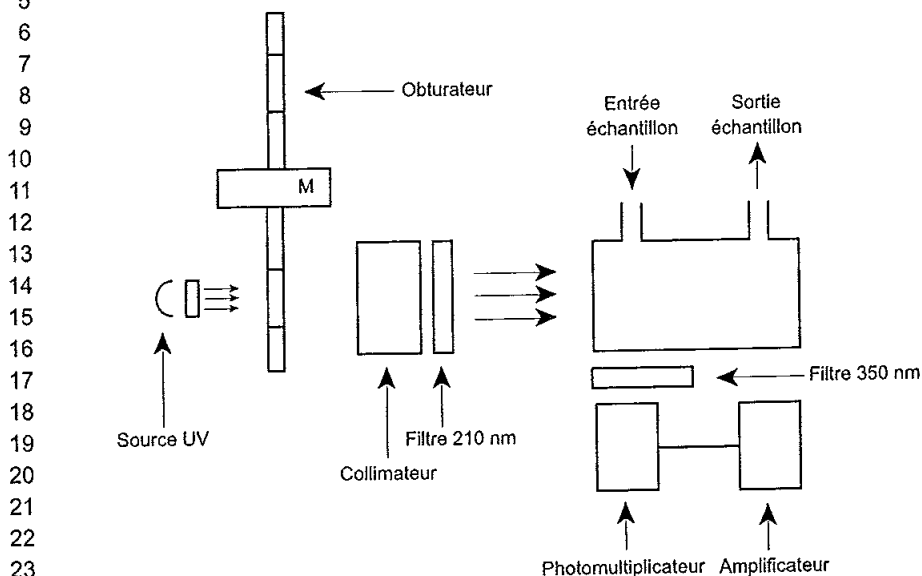 5
6
7
8
9
10
11
12
13
14
15
16
17
18
19
20
21
22
23
Obturateur
Entrée
échantillon
Sortie
échantillon
M
Filtre 350 nm
Source UV
Filtre 210 nm
Collimateur
Photomultiplicateur
Amplificateur